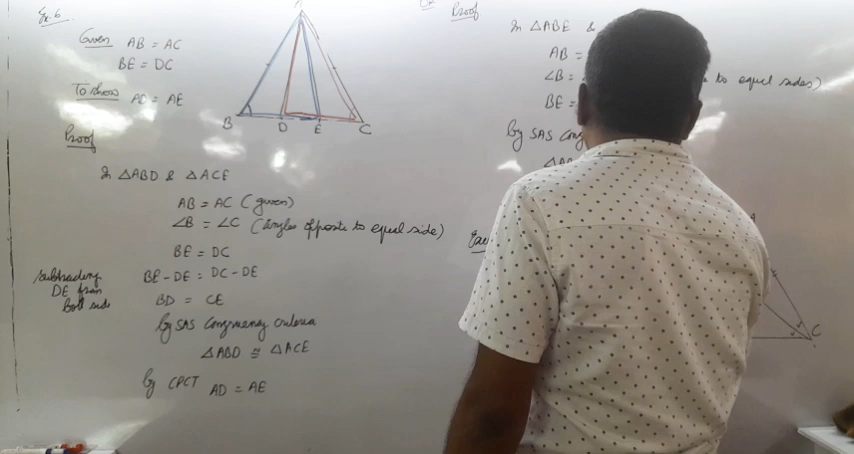 Ex. 6
Given AB = AC
BE = DC
To show AD = AE
Proof
In △ABD & △ACE
AB = AC (given)
∠B = ∠C (Angles opposite to equal side)
BE = DC
Subtracting
DE from
Both side
BE - DE = DC - DE
BD = CE
by SAS Congruency criteria
△ABD ≅ △ACE
by CPCT AD = AE
A
B D E C
OR Proof
In △ABE &
AB =
∠B =
to equal sides)
BE =
by SAS
C